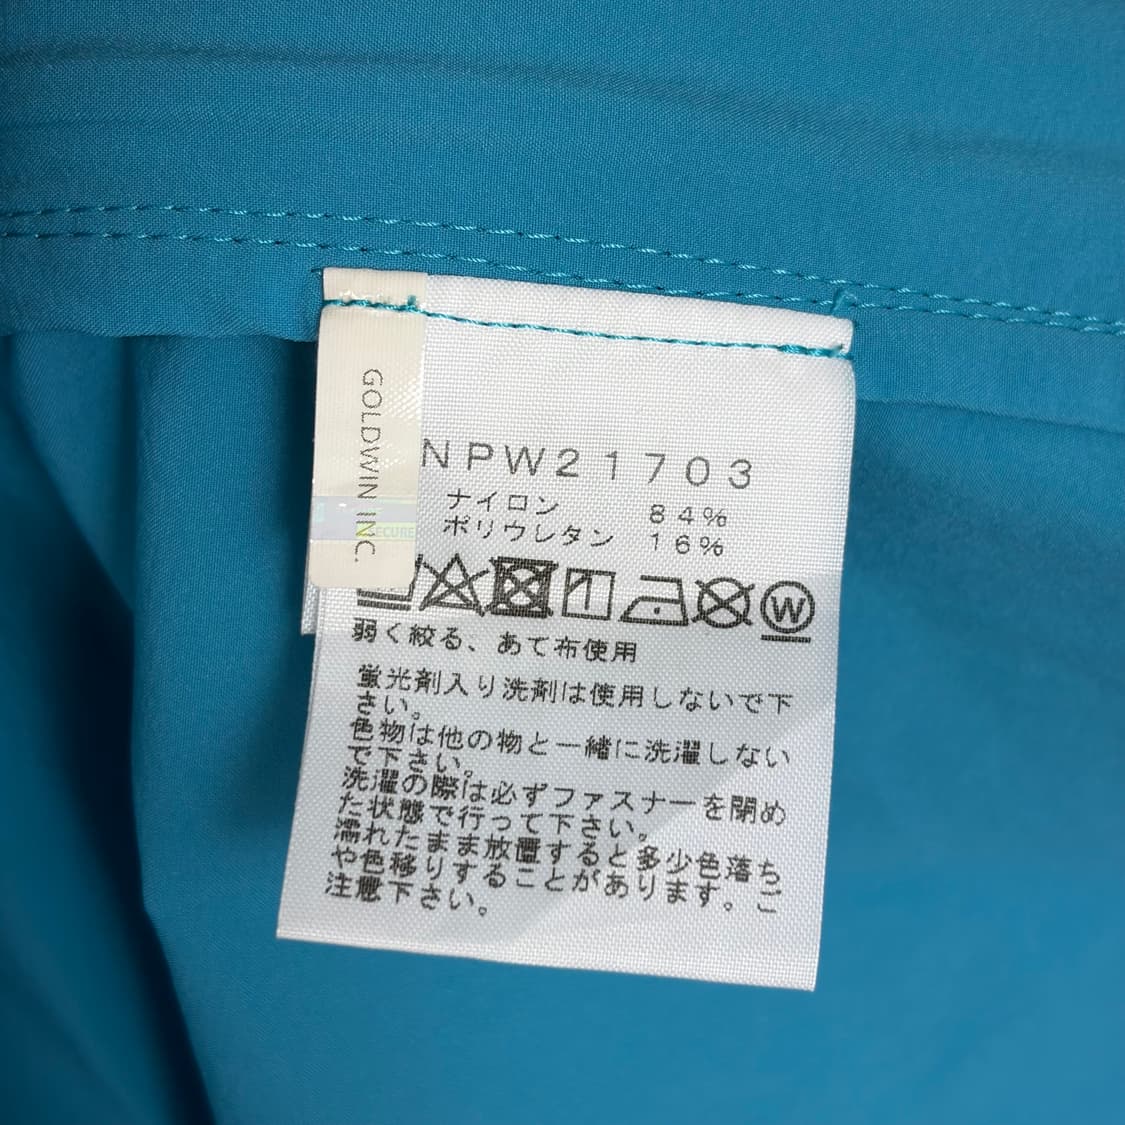 GOLDWIN INC.
SECURE
NPW21703
ナイロン 84%
ポリウレタン 16%
W
弱く絞る、あて布使用
蛍光剤入り洗剤は使用しないで下
さい。
色物は他の物と一緒に洗濯しない
で下さい。
洗濯の際は必ずファスナーを閉め
た状態で行って下さい。
濡れたまま放置すると多少色落ち
や色移りすることがあります。ご
注意下さい。